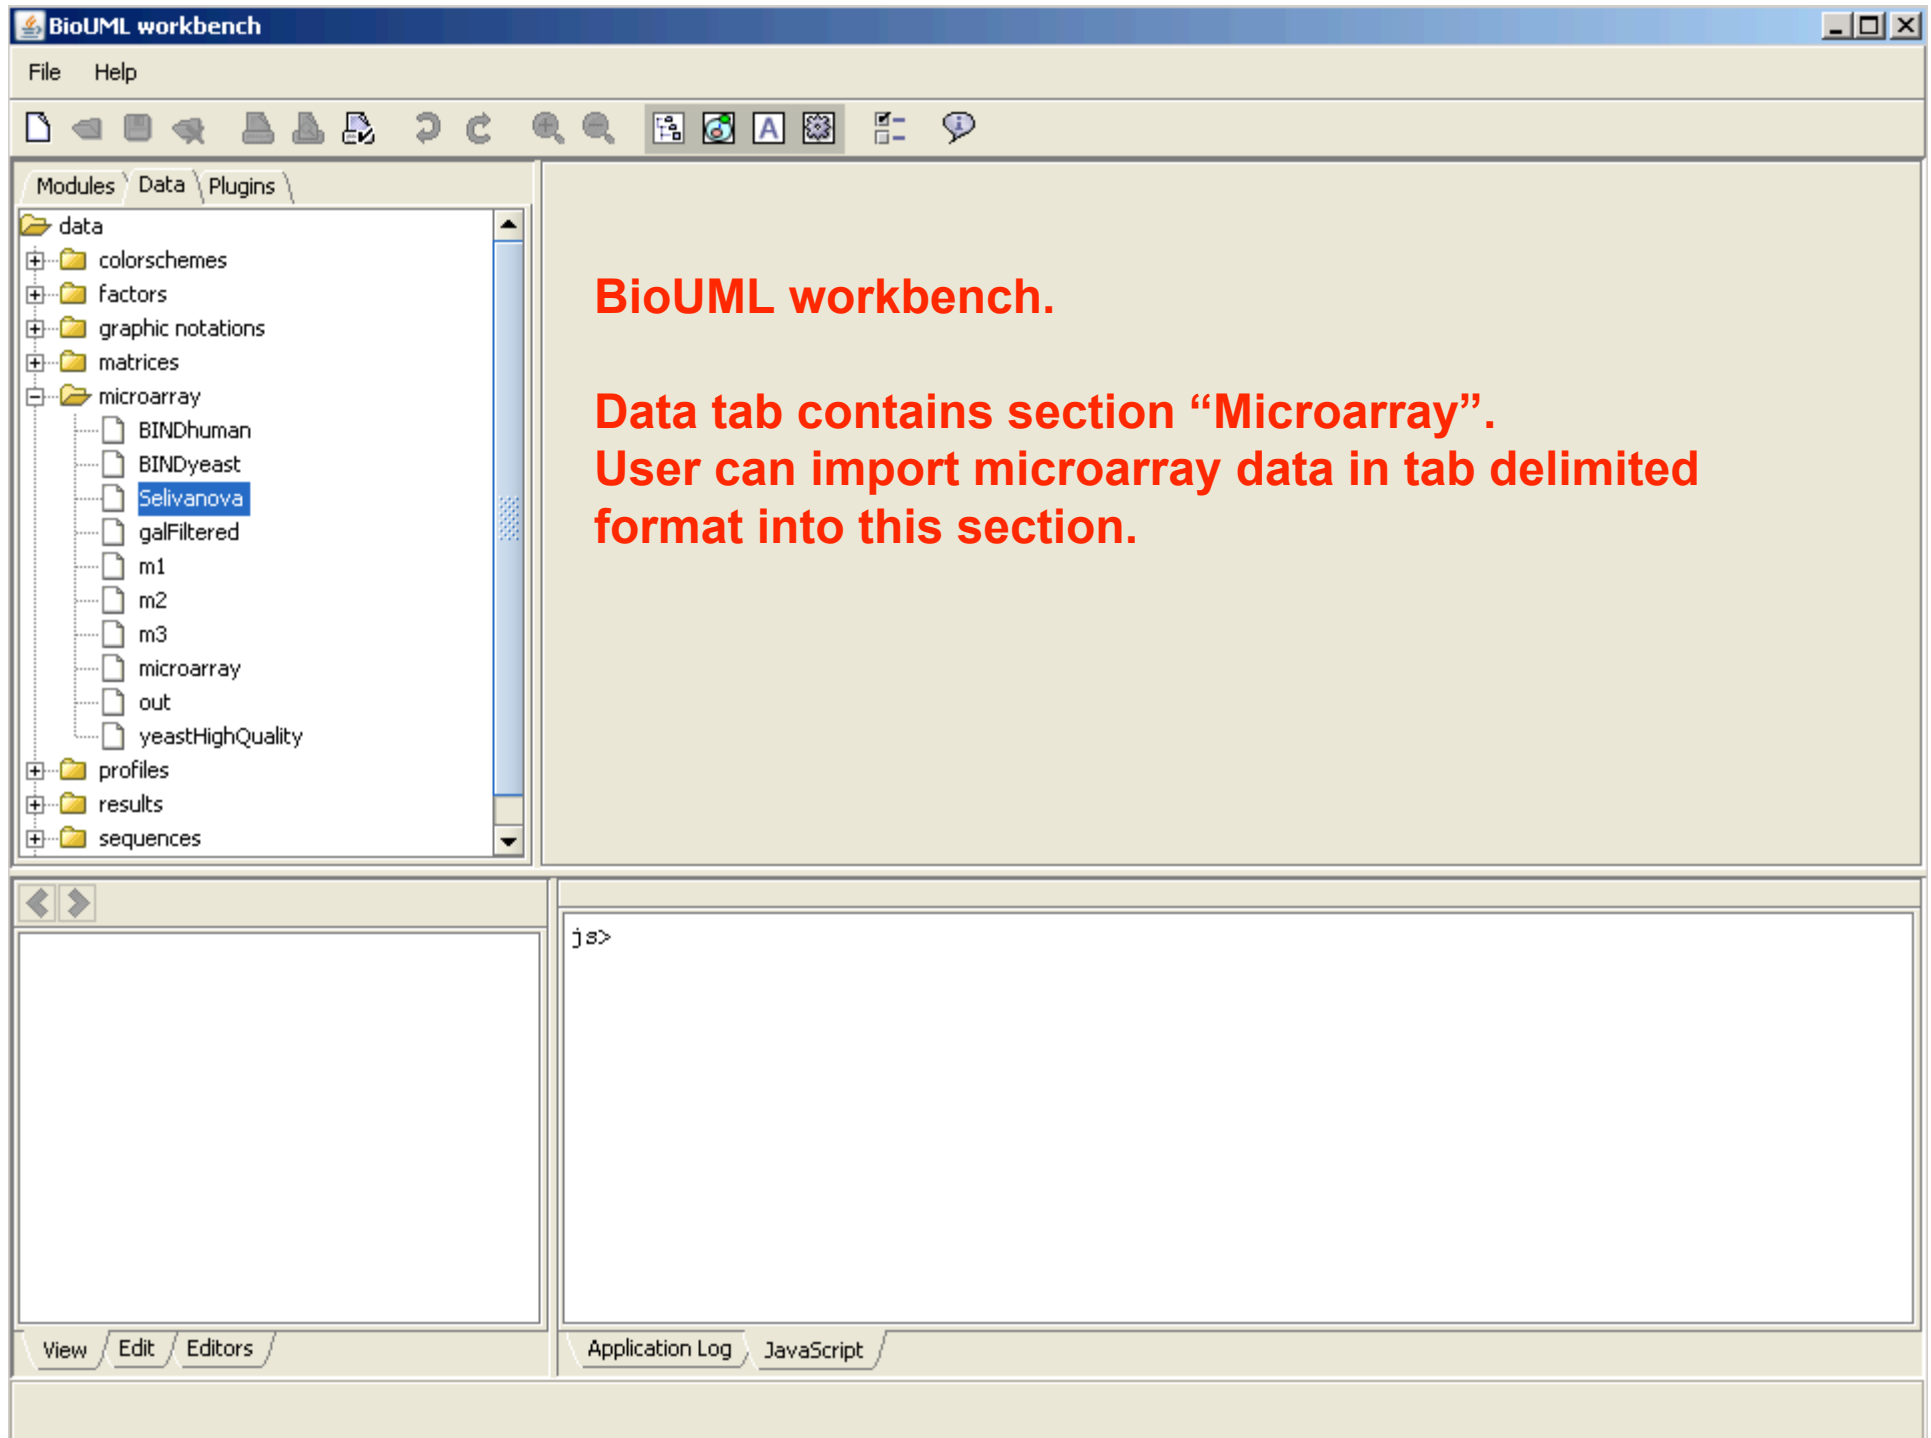 BioUML workbench
File Help
Modules Data Plugins
data
colorschemes
factors
graphic notations
matrices
microarray
BINDhuman
BINDyeast
Selivanova
galFiltered
m1
m2
m3
microarray
out
yeastHighQuality
profiles
results
sequences
BioUML workbench.
Data tab contains section “Microarray”.
User can import microarray data in tab delimited
format into this section.
js>
View Edit Editors
Application Log JavaScript